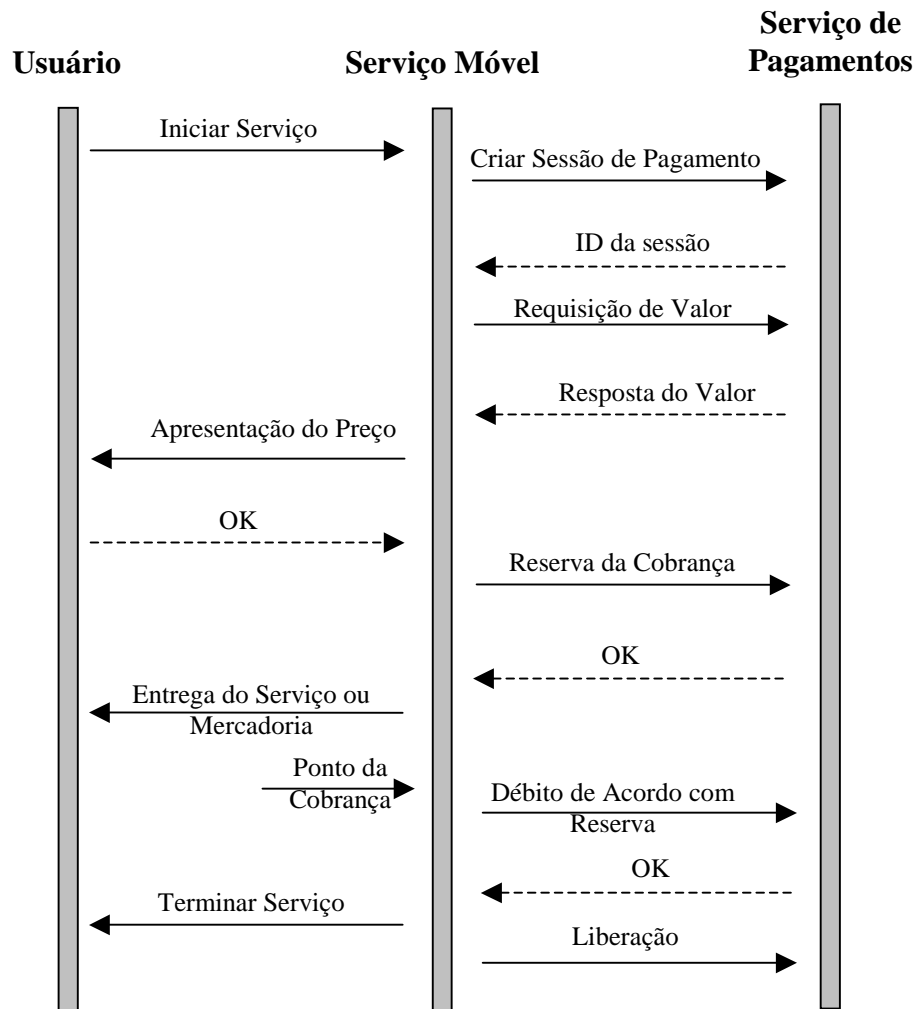 Usuário
Serviço Móvel
Serviço de
Pagamentos
Iniciar Serviço
Criar Sessão de Pagamento
ID da sessão
Requisição de Valor
Resposta do Valor
Apresentação do Preço
OK
Reserva da Cobrança
OK
Entrega do Serviço ou
Mercadoria
Ponto da
Cobrança
Débito de Acordo com
Reserva
OK
Terminar Serviço
Liberação